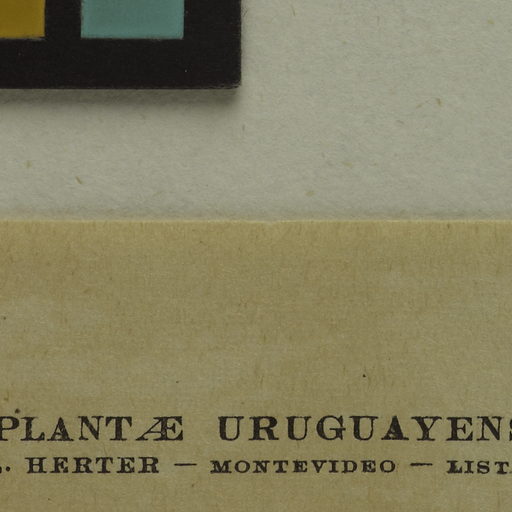 PLANTÆ URUGUAYENS
. HERTER — MONTEVIDEO — LIST